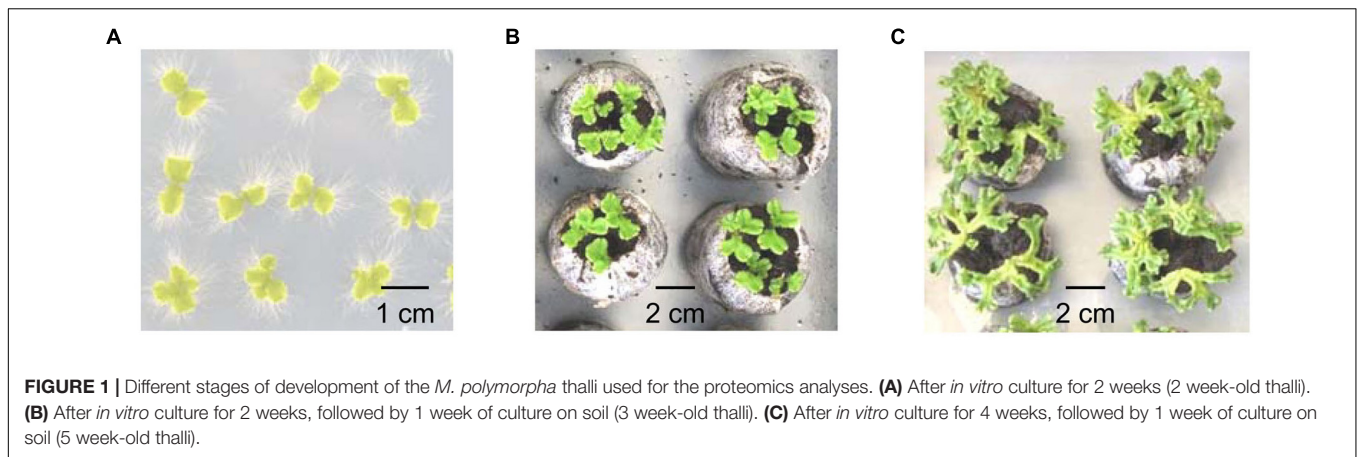 A
B
C
1 cm
2 cm
2 cm
FIGURE 1 | Different stages of development of the M. polymorpha thalli used for the proteomics analyses. (A) After in vitro culture for 2 weeks (2 week-old thalli).
(B) After in vitro culture for 2 weeks, followed by 1 week of culture on soil (3 week-old thalli). (C) After in vitro culture for 4 weeks, followed by 1 week of culture on
soil (5 week-old thalli).